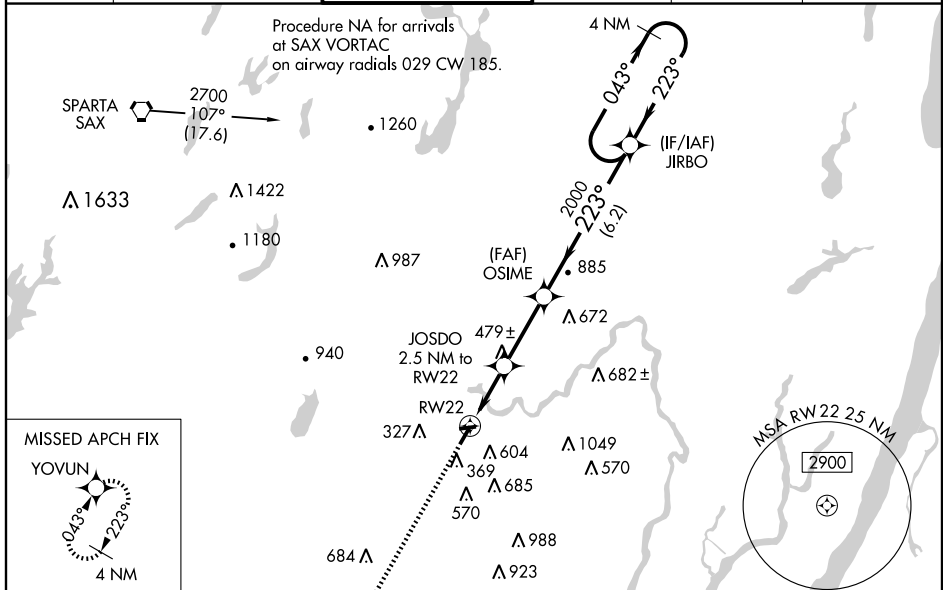 Procedure NA for arrivals
at SAX VORTAC
on airway radials 029 CW 185.
4 NM
043°
223°
SPARTA
SAX
2700
107°
(17.6)
1260
(IF/IAF)
JIRBO
1633
1422
2000
223°
(6.2)
1180
987
(FAF)
OSIME
885
672
479±
JOSDO
2.5 NM to
RW22
940
682±
RW22
327
604
1049
369
570
685
570
684
988
923
MISSED APCH FIX
YOVUN
043°
223°
4 NM
MSA RW22 25 NM
2900